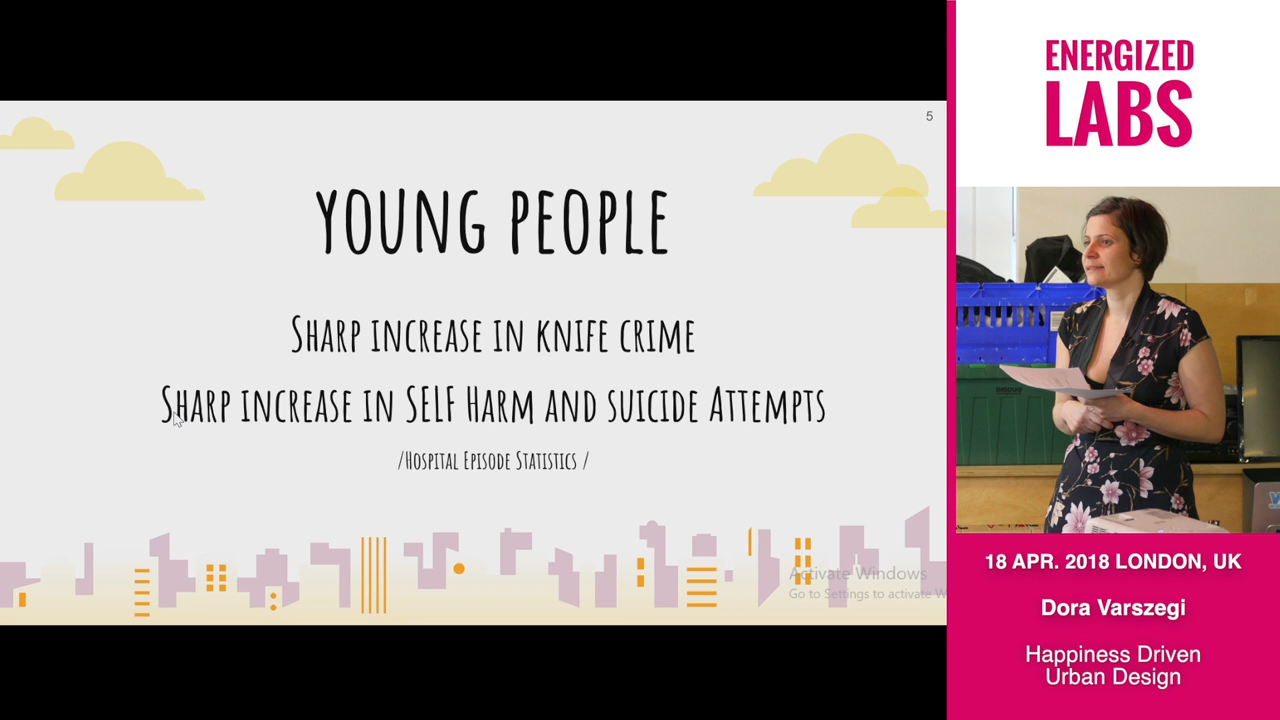 5
YOUNG PEOPLE
SHARP INCREASE IN KNIFE CRIME
SHARP INCREASE IN SELF HARM AND SUICIDE ATTEMPTS
/HOSPITAL EPISODE STATISTICS /
Activate Windows
Go to Settings to activate W
ENERGIZED
LABS
18 APR. 2018 LONDON, UK
Dora Varszegi
Happiness Driven
Urban Design